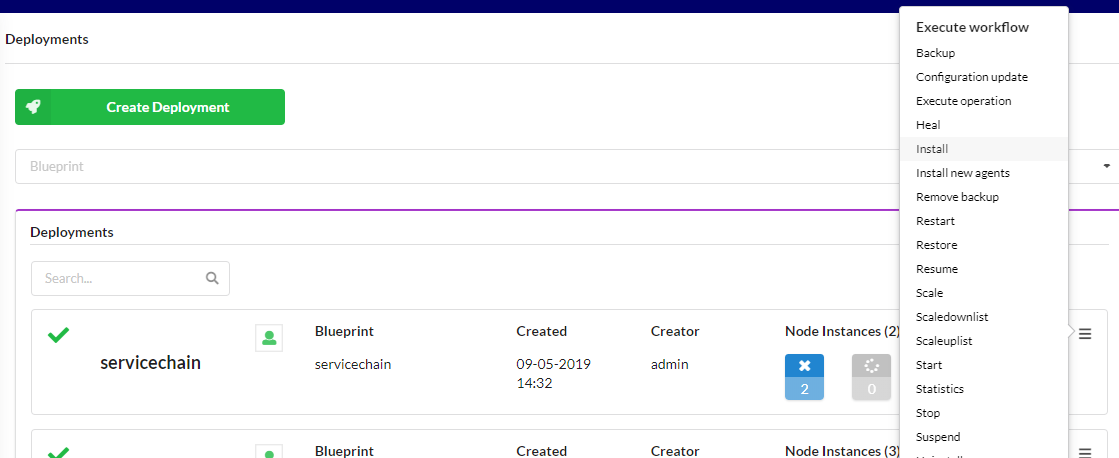 Deployments
Create Deployment
Blueprint
Deployments
Search...
servicechain
Blueprint
servicechain
Created
09-05-2019
14:32
Creator
admin
Node Instances (2)
2
0
Blueprint
Created
Creator
Node Instances (3)
Execute workflow
Backup
Configuration update
Execute operation
Heal
Install
Install new agents
Remove backup
Restart
Restore
Resume
Scale
Scaledownlist
Scaleuplist
Start
Statistics
Stop
Suspend